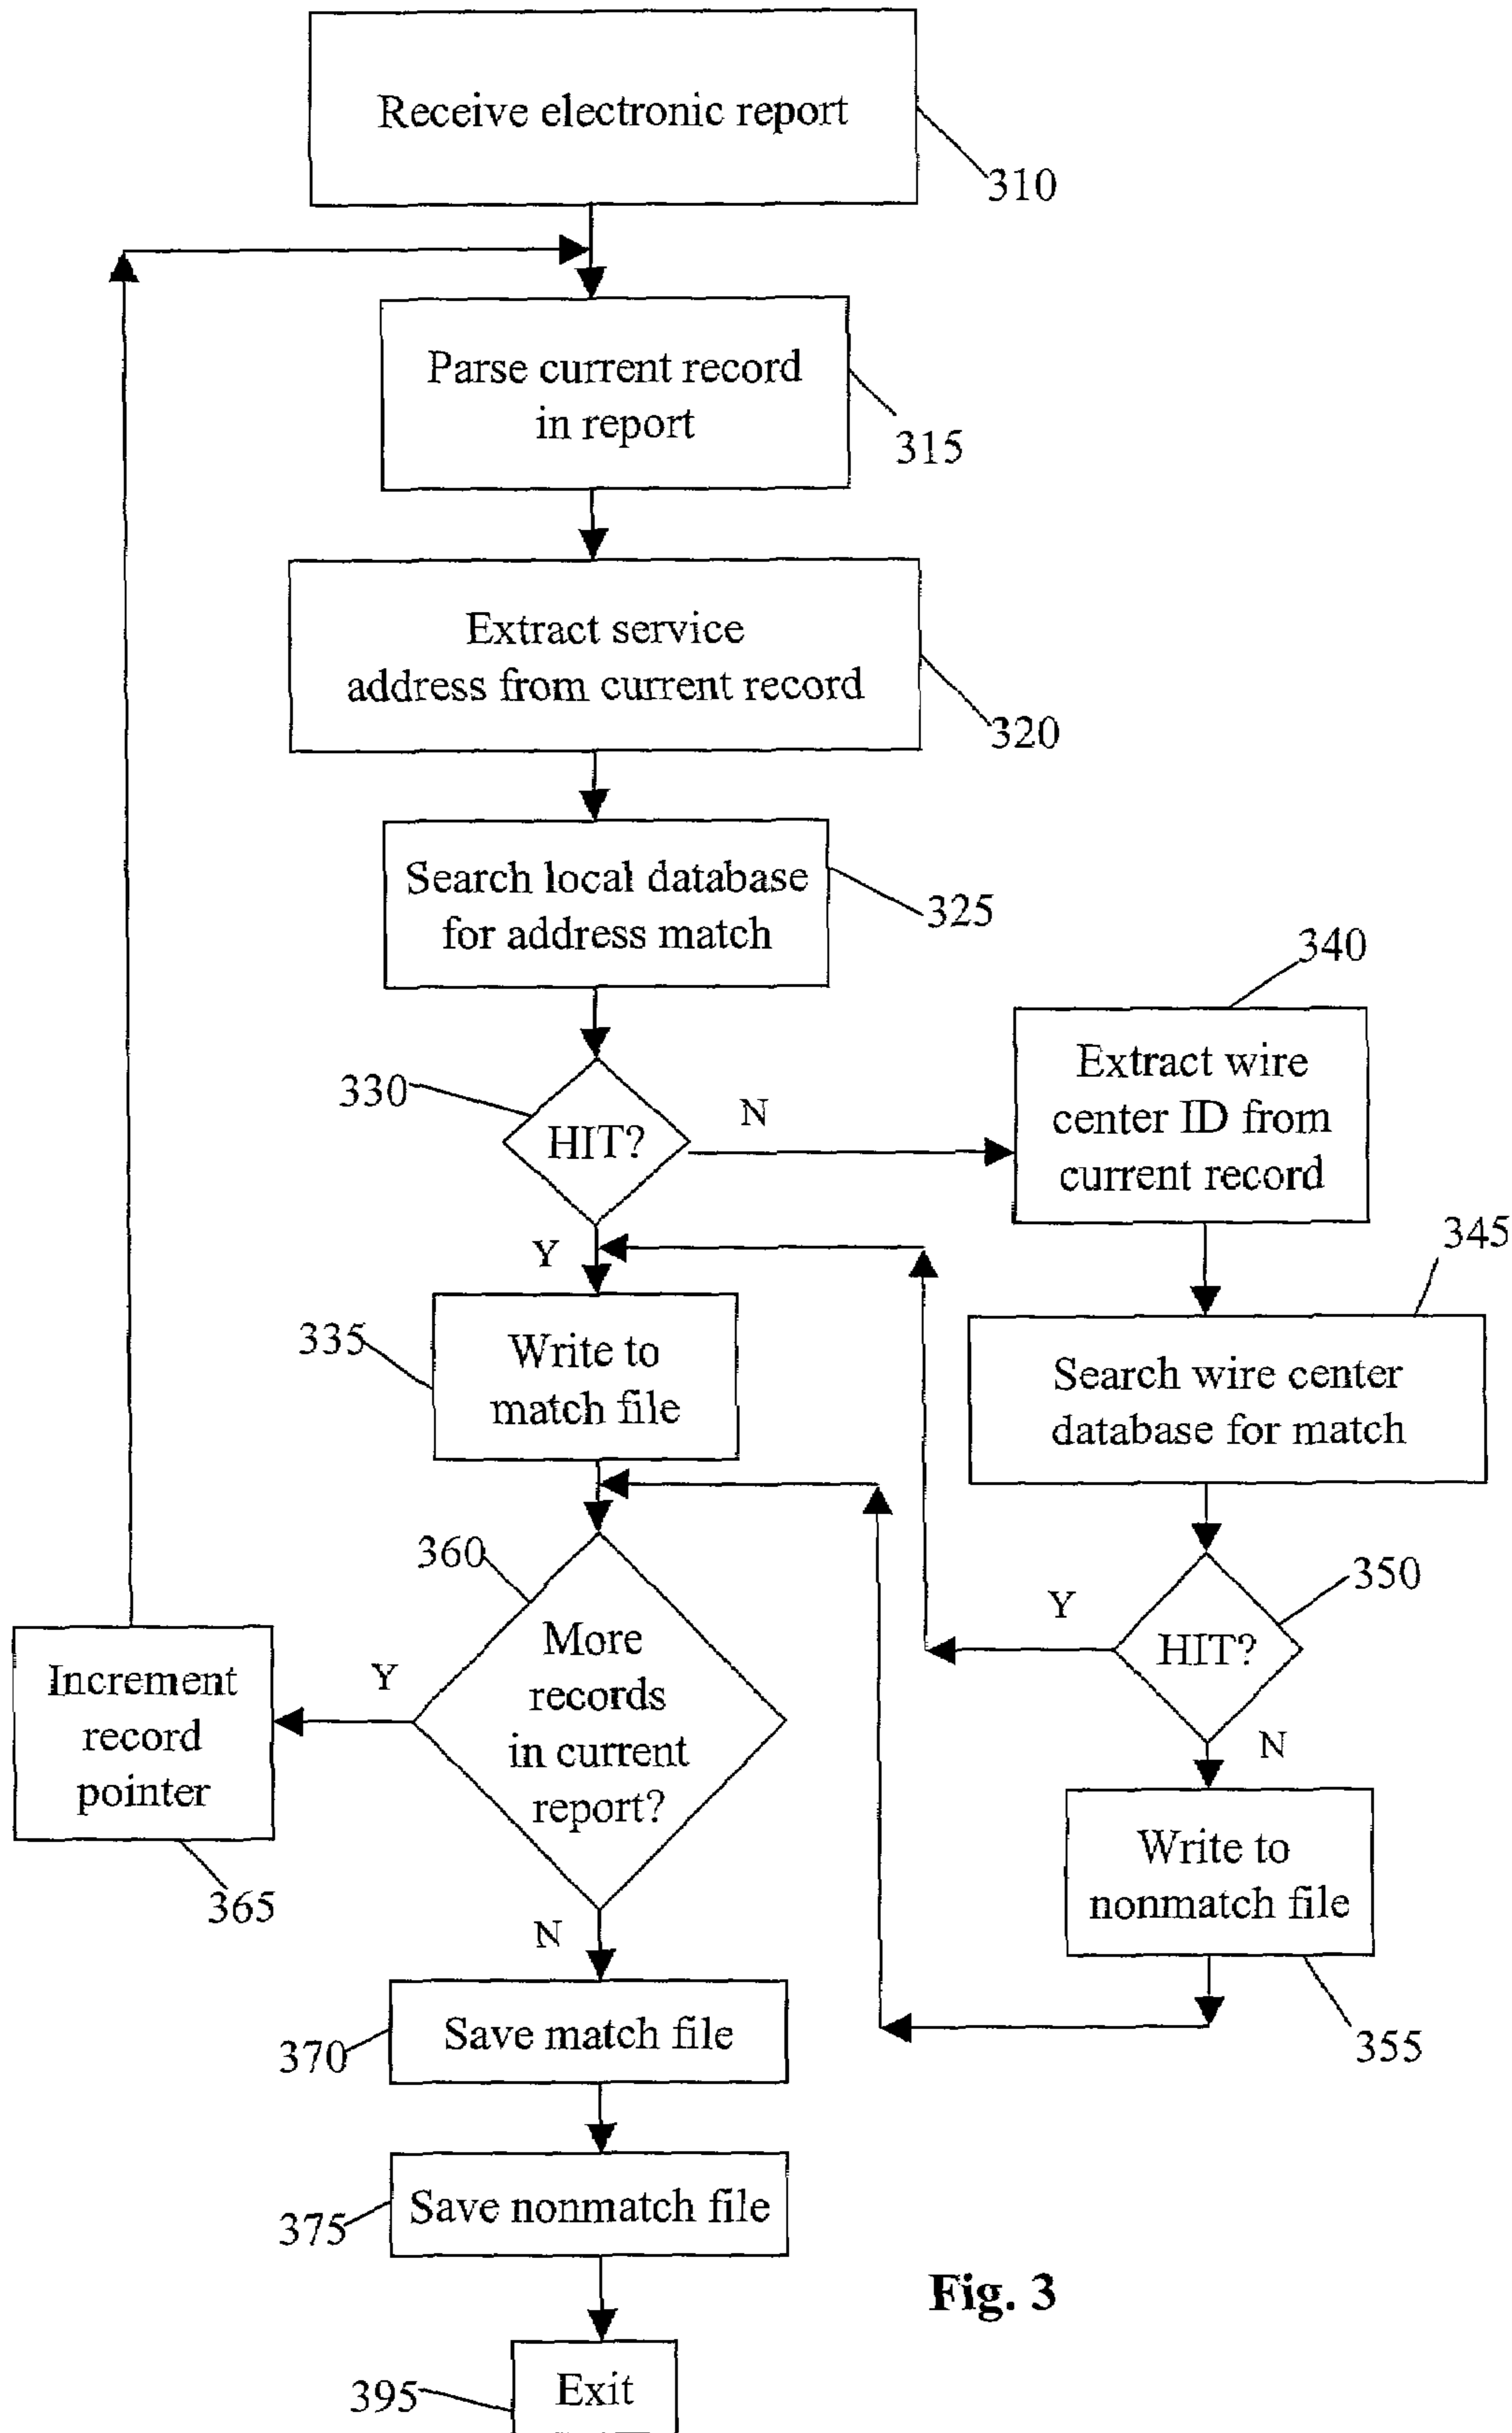 Receive electronic report
310
Parse current record
in report
315
Extract service
address from current record
320
Search local database
for address match
325
340
Extract wire
center ID from
current record
330
HIT?
N
Y
345
335
Write to
match file
Search wire center
database for match
360
More
records
in current
report?
350
HIT?
Y
N
Y
Increment
record
pointer
365
Write to
nonmatch file
355
N
370
Save match file
375
Save nonmatch file
Fig. 3
395
Exit